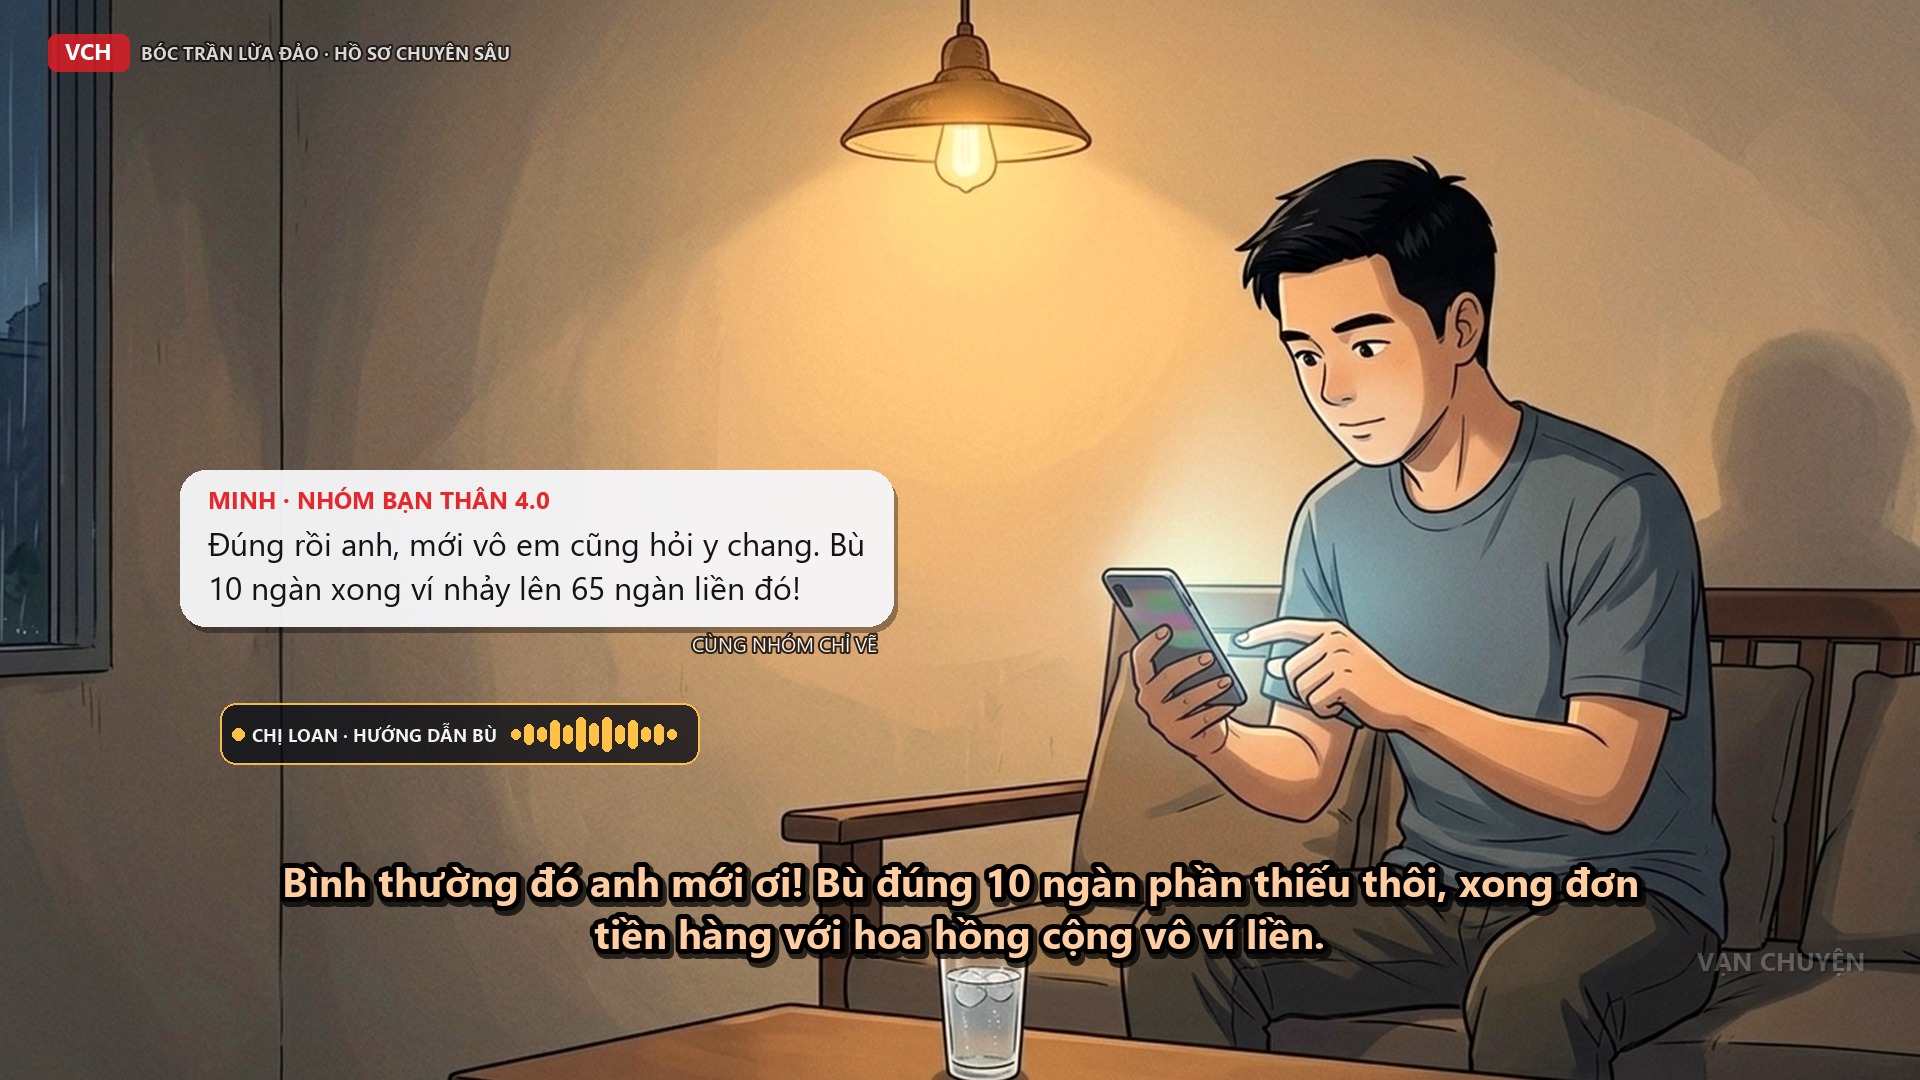 VCH BÓC TRẦN LỪA ĐẢO · HỒ SƠ CHUYÊN SÂU
MINH · NHÓM BẠN THÂN 4.0
Đúng rồi anh, mới vô em cũng hỏi y chang. Bù
10 ngàn xong ví nhảy lên 65 ngàn liền đó!
CÙNG NHÓM CHỈ VẼ
CHỊ LOAN · HƯỚNG DẪN BÙ
Bình thường đó anh mới ơi! Bù đúng 10 ngàn phần thiếu thôi, xong đơn
tiền hàng với hoa hồng cộng vô ví liền.
VẠN CHUYỆN